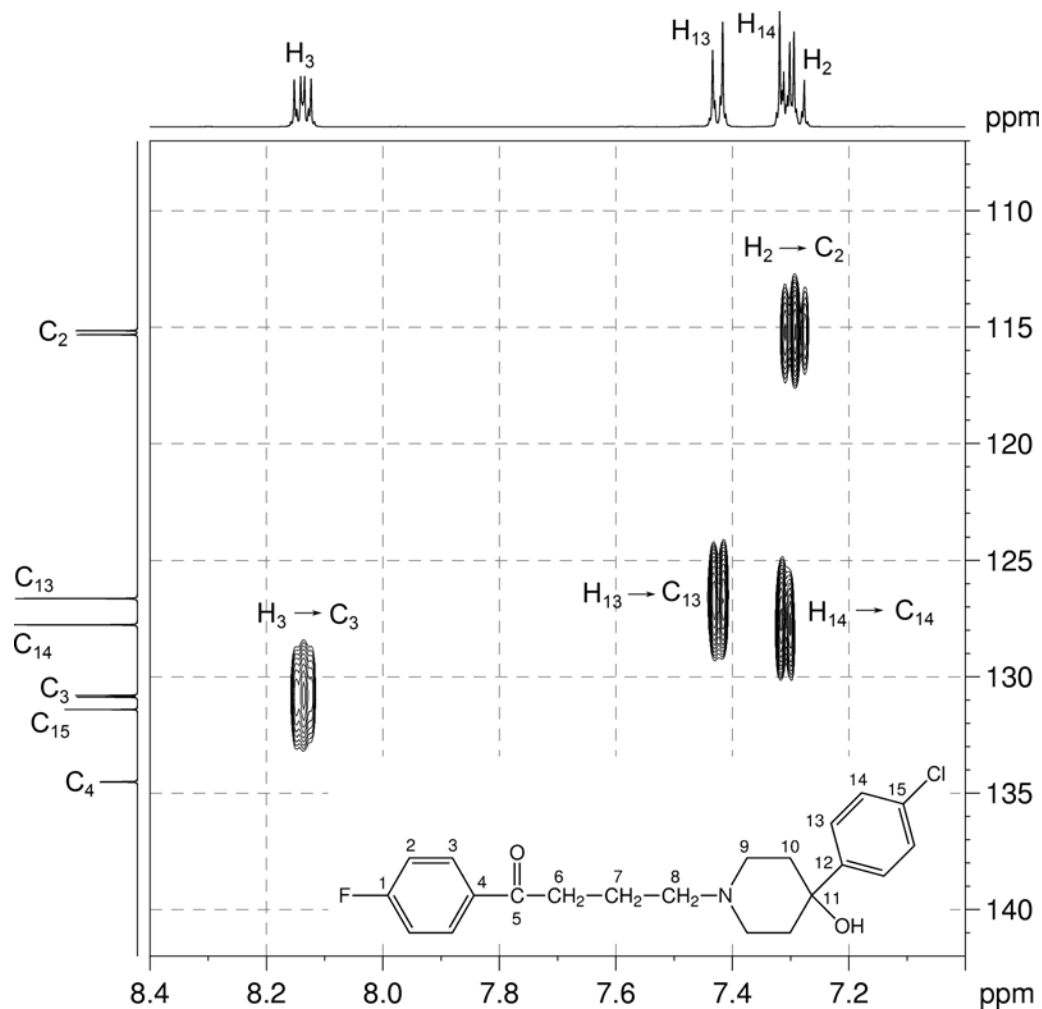 H₃
H₁₃
H₁₄
H₂
ppm
110
H₂ → C₂
C₂
115
120
125
C₁₃
H₁₃ → C₁₃
H₃ → C₃
H₁₄ → C₁₄
C₁₄
130
C₃
C₁₅
C₄
135
14
15
Cl
13
2
3
O
9
10
12
1
4
6
7
8
F
C
CH₂
CH₂
CH₂
N
5
11
OH
140
8.4
8.2
8.0
7.8
7.6
7.4
7.2
ppm